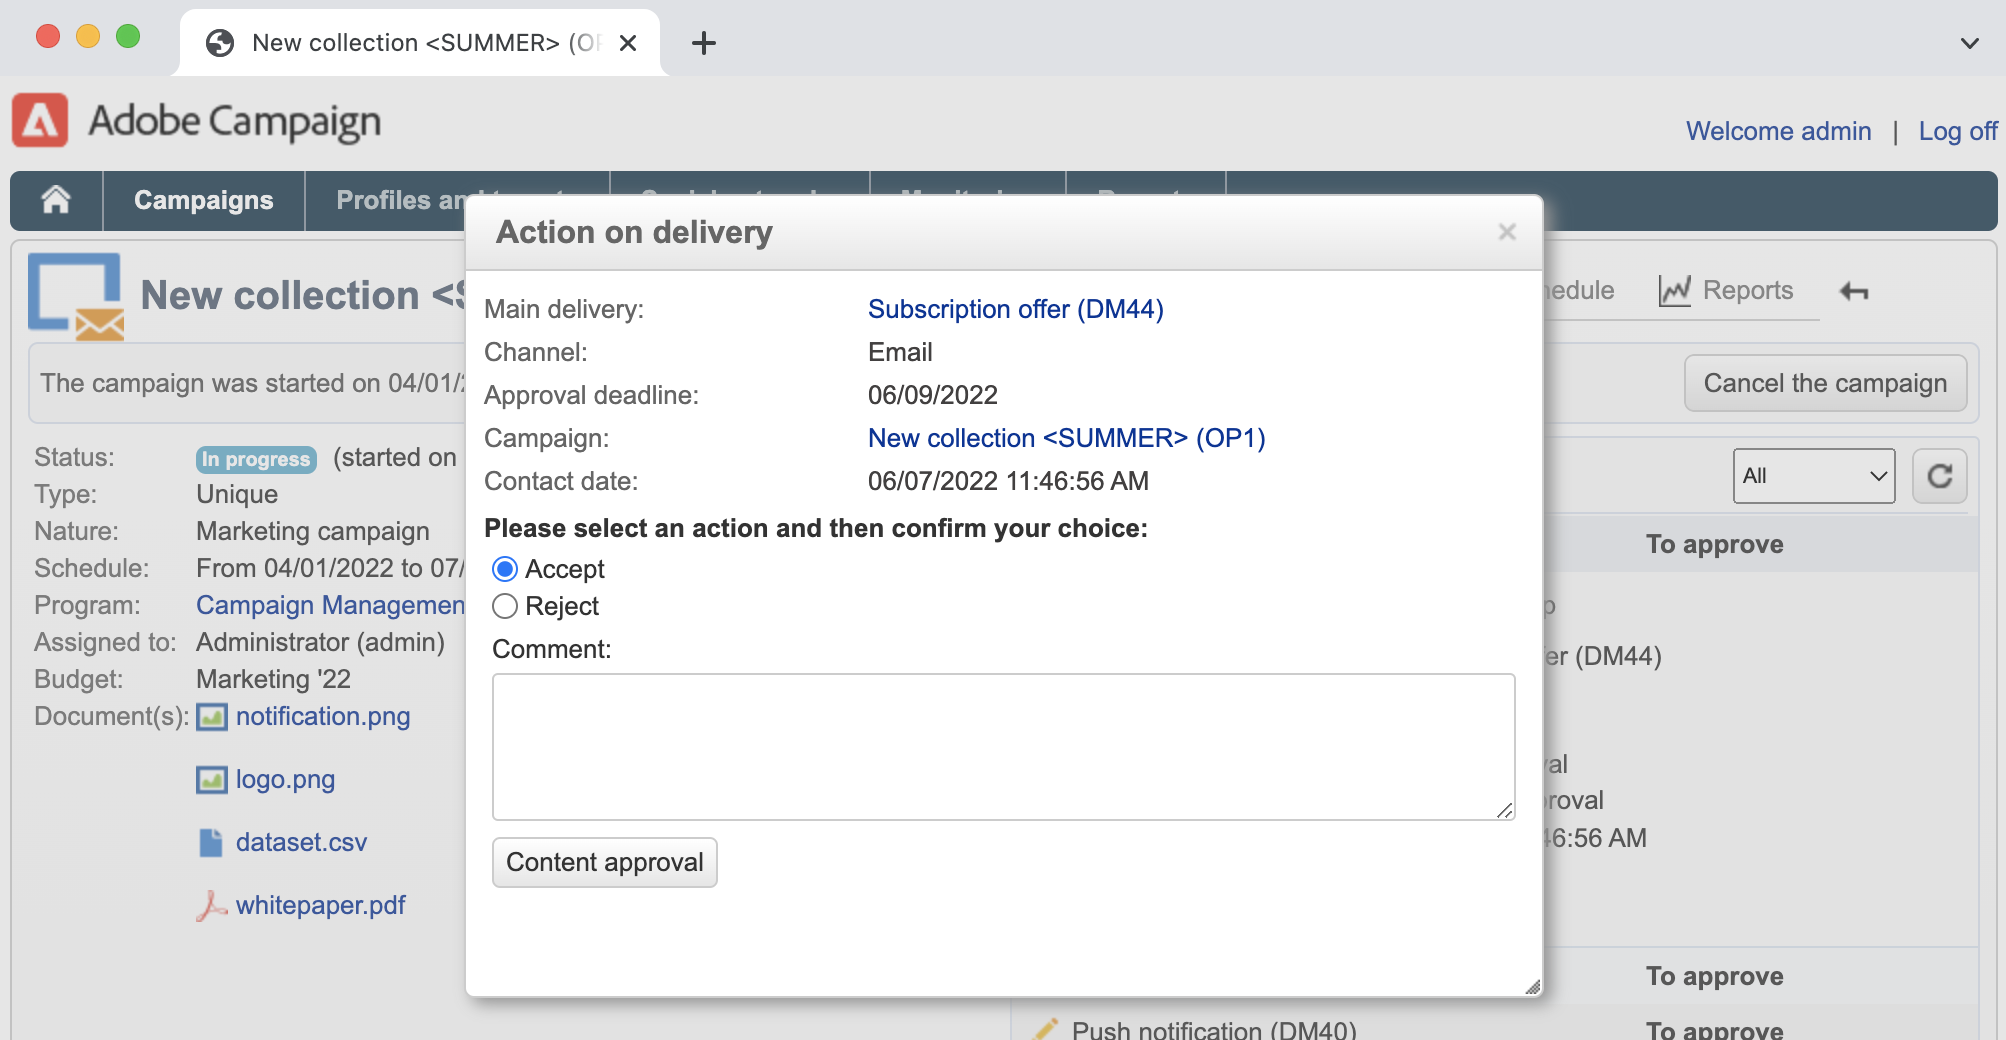 New collection <SUMMER> (OP
Adobe Campaign
Welcome admin | Log off
Campaigns
Profiles an
Action on delivery
New collection <S
Reports
Main delivery: Subscription offer (DM44)
Channel: Email
The campaign was started on 04/01/2
Cancel the campaign
Approval deadline: 06/09/2022
Campaign: New collection <SUMMER> (OP1)
Status: In progress (started on
All
Contact date: 06/07/2022 11:46:56 AM
Type: Unique
Please select an action and then confirm your choice:
Nature: Marketing campaign
To approve
Schedule: From 04/01/2022 to 07/
Accept
Program: Campaign Managemen
Reject
Assigned to: Administrator (admin)
Comment:
er (DM44)
Budget: Marketing '22
Document(s): notification.png
logo.png
46:56 AM
dataset.csv
Content approval
whitepaper.pdf
To approve
Push notification (DM40)
To approve